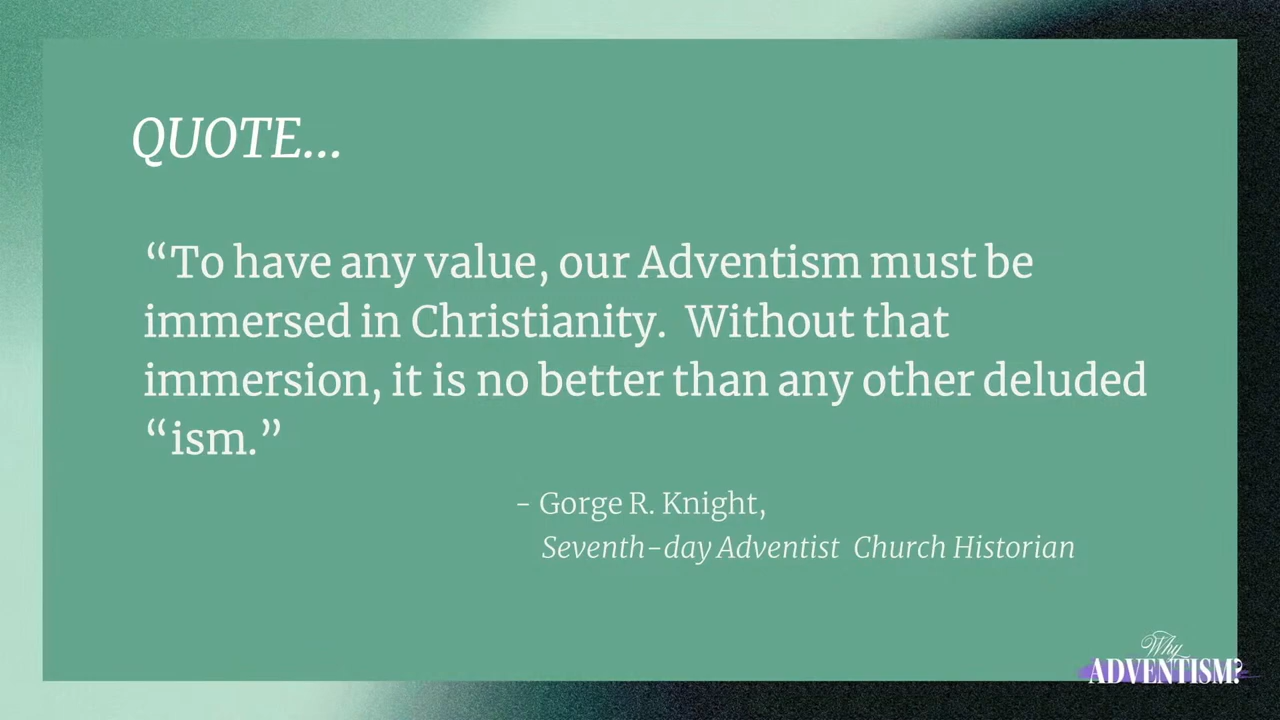 QUOTE...
“To have any value, our Adventism must be
immersed in Christianity.  Without that
immersion, it is no better than any other deluded
“ism.”
- Gorge R. Knight,
Seventh-day Adventist  Church Historian
Why
ADVENTISM?